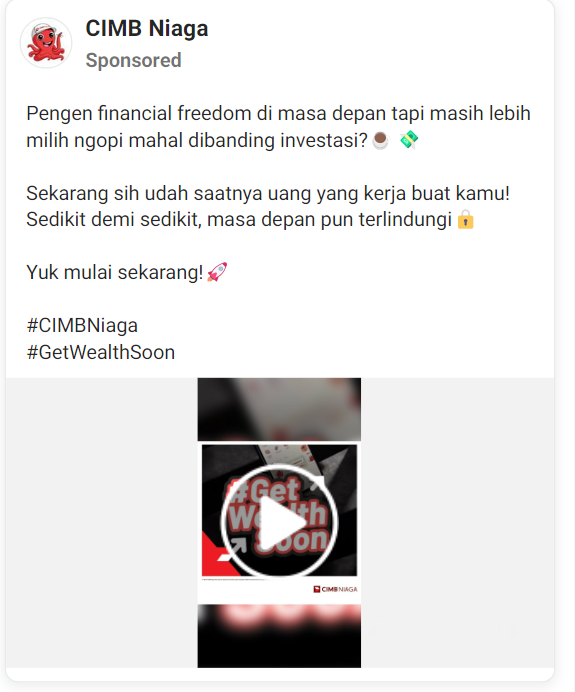 CIMB Niaga
Sponsored
Pengen financial freedom di masa depan tapi masih lebih
milih ngopi mahal dibanding investasi?☕ 💸
Sekarang sih udah saatnya uang yang kerja buat kamu!
Sedikit demi sedikit, masa depan pun terlindungi🔒
Yuk mulai sekarang!🚀
#CIMBNiaga
#GetWealthSoon
#Get
Wealth
Soon
CIMB NIAGA